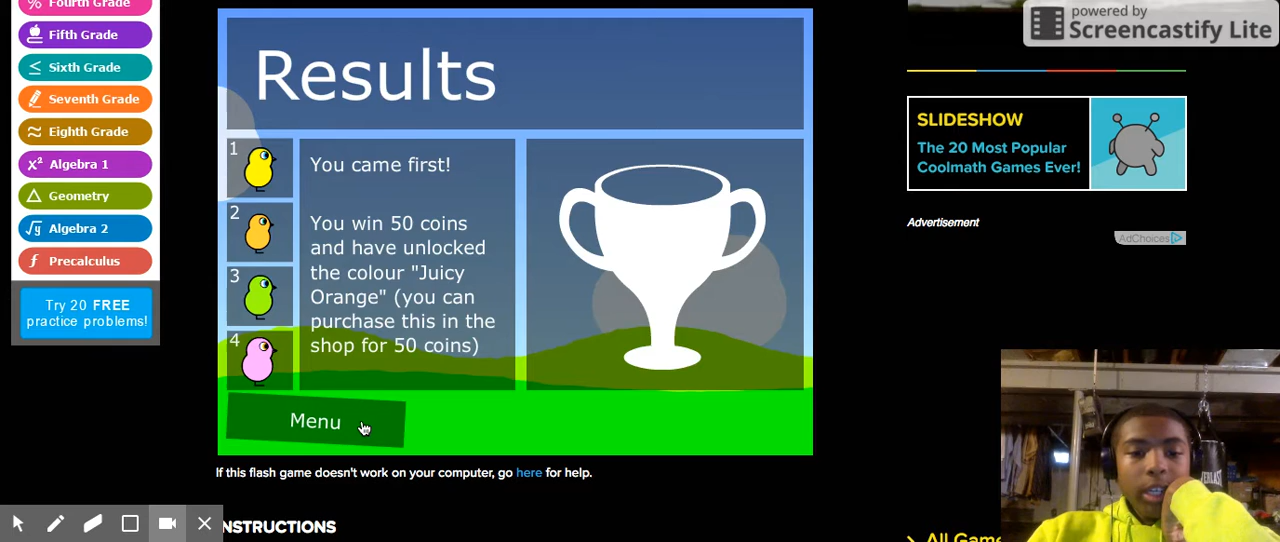 Fourth Grade
Fifth Grade
≤ Sixth Grade
Seventh Grade
≈ Eighth Grade
x² Algebra 1
Geometry
√y Algebra 2
ƒ Precalculus
Try 20 FREE
practice problems!
Results
1
2
3
4
You came first!
You win 50 coins
and have unlocked
the colour "Juicy
Orange" (you can
purchase this in the
shop for 50 coins)
Menu
If this flash game doesn't work on your computer, go here for help.
NSTRUCTIONS
powered by
Screencastify Lite
SLIDESHOW
The 20 Most Popular
Coolmath Games Ever!
Advertisement
AdChoices
EVERLAST
All Game